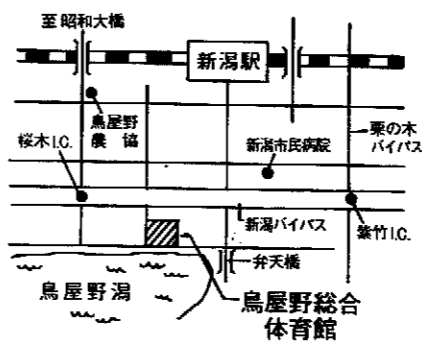 至昭和大橋
新潟駅
鳥屋野
農協
栗の木
バイパス
新潟市民病院
桜木I.C.
新潟バイパス
紫竹I.C.
弁天橋
鳥屋野潟
鳥屋野総合
体育館